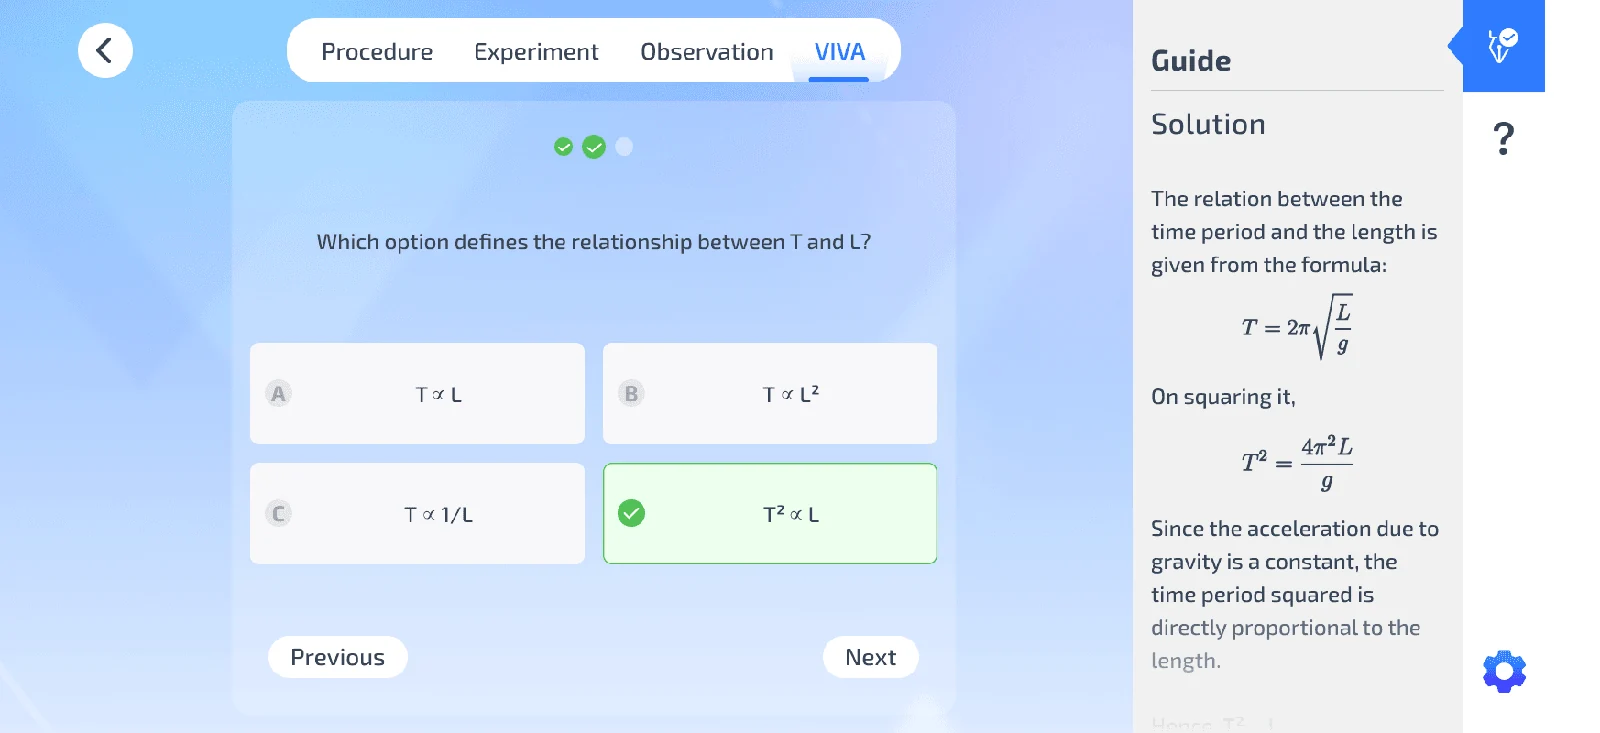 Procedure Experiment Observation VIVA
Which option defines the relationship between T and L?
A T ∝ L
B T ∝ L²
C T ∝ 1/L
T² ∝ L
Previous Next
Guide
Solution
The relation between the
time period and the length is
given from the formula:
T = 2π√(L/g)
On squaring it,
T² = 4π²L/g
Since the acceleration due to
gravity is a constant, the
time period squared is
directly proportional to the
length.
?